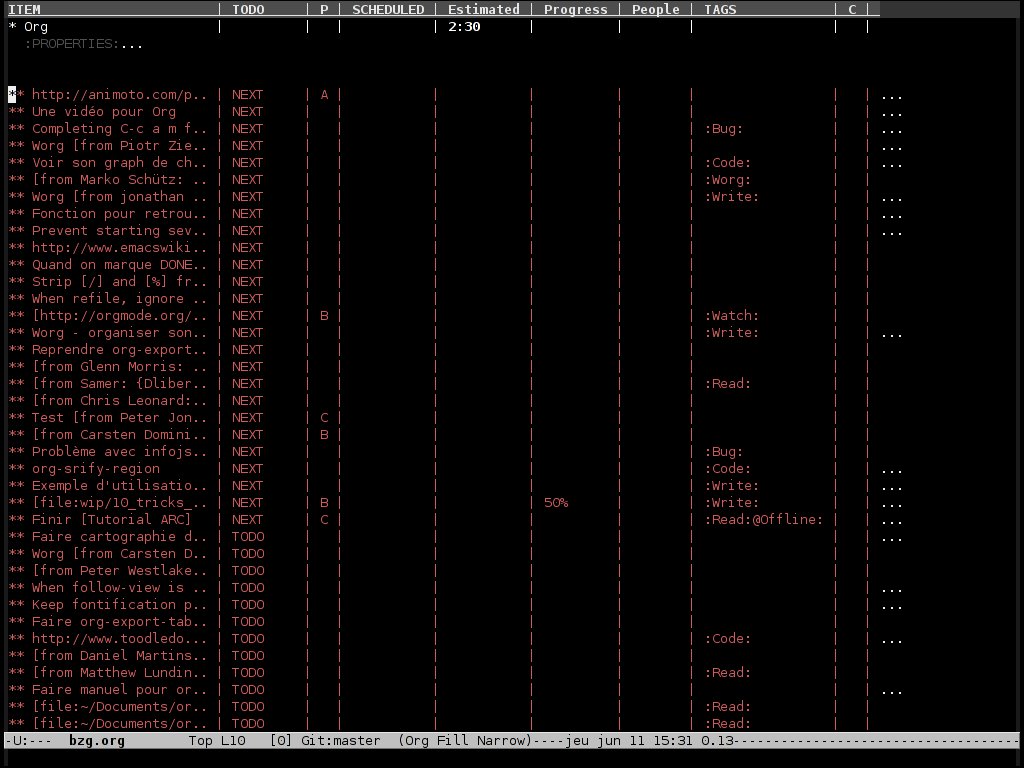 ITEM | TODO | P | SCHEDULED | Estimated | Progress | People | TAGS | C |
* Org | | | | 2:30 | | | | |
:PROPERTIES:...
** http://animoto.com/p.. | NEXT | A | | | | | | | ...
** Une vidéo pour Org | NEXT | | | | | | | | ...
** Completing C-c a m f.. | NEXT | | | | | | :Bug: | | ...
** Worg [from Piotr Zie.. | NEXT | | | | | | | | ...
** Voir son graph de ch.. | NEXT | | | | | | :Code: | | ...
** [from Marko Schütz: .. | NEXT | | | | | | :Worg: | |
** Worg [from jonathan .. | NEXT | | | | | | :Write: | | ...
** Fonction pour retrou.. | NEXT | | | | | | | | ...
** Prevent starting sev.. | NEXT | | | | | | | | ...
** http://www.emacswiki.. | NEXT | | | | | | | |
** Quand on marque DONE.. | NEXT | | | | | | | |
** Strip [/] and [%] fr.. | NEXT | | | | | | | |
** When refile, ignore .. | NEXT | | | | | | | |
** [http://orgmode.org/.. | NEXT | B | | | | | :Watch: | |
** Worg - organiser son.. | NEXT | | | | | | :Write: | | ...
** Reprendre org-export.. | NEXT | | | | | | | |
** [from Glenn Morris: .. | NEXT | | | | | | | |
** [from Samer: {Dliber.. | NEXT | | | | | | :Read: | |
** [from Chris Leonard:.. | NEXT | | | | | | | |
** Test [from Peter Jon.. | NEXT | C | | | | | | |
** [from Carsten Domini.. | NEXT | B | | | | | | |
** Problème avec infojs.. | NEXT | | | | | | :Bug: | |
** org-srify-region | NEXT | | | | | | :Code: | | ...
** Exemple d'utilisatio.. | NEXT | | | | | | :Write: | | ...
** [file:wip/10_tricks_.. | NEXT | B | | | 50% | | :Write: | | ...
** Finir [Tutorial ARC] | NEXT | C | | | | | :Read:@Offline: | | ...
** Faire cartographie d.. | TODO | | | | | | | | ...
** Worg [from Carsten D.. | TODO | | | | | | | |
** [from Peter Westlake.. | TODO | | | | | | | |
** When follow-view is .. | TODO | | | | | | | | ...
** Keep fontification p.. | TODO | | | | | | | | ...
** Faire org-export-tab.. | TODO | | | | | | | |
** http://www.toodledo... | TODO | | | | | | :Code: | | ...
** [from Daniel Martins.. | TODO | | | | | | | |
** [from Matthew Lundin.. | TODO | | | | | | :Read: | |
** Faire manuel pour or.. | TODO | | | | | | | | ...
** [file:~/Documents/or.. | TODO | | | | | | :Read: | |
** [file:~/Documents/or.. | TODO | | | | | | :Read: | |
-U:--- bzg.org Top L10 [0] Git:master (Org Fill Narrow)----jeu jun 11 15:31 0.13------------------------------------